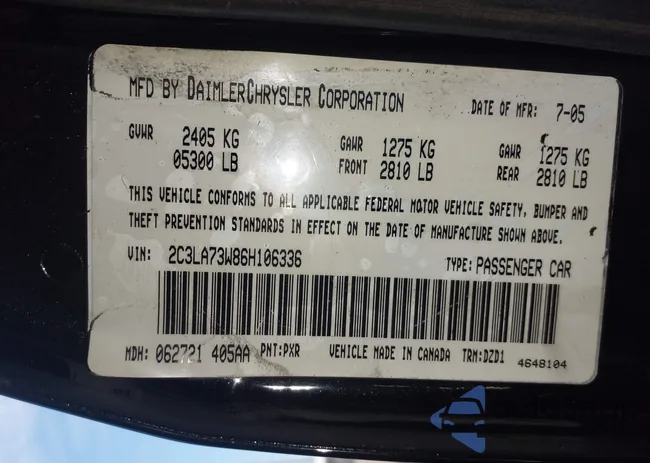 MFD BY DAIMLERCHRYSLER CORPORATION DATE OF MFR: 7-05
GVWR 2405 KG GAWR 1275 KG GAWR 1275 KG
05300 LB FRONT 2810 LB REAR 2810 LB
THIS VEHICLE CONFORMS TO ALL APPLICABLE FEDERAL MOTOR VEHICLE SAFETY, BUMPER AND
THEFT PREVENTION STANDARDS IN EFFECT ON THE DATE OF MANUFACTURE SHOWN ABOVE.
VIN: 2C3LA73W86H106336 TYPE: PASSENGER CAR
MDH: 062721 405AA PNT:PXR VEHICLE MADE IN CANADA TRM:DZD1 4648104